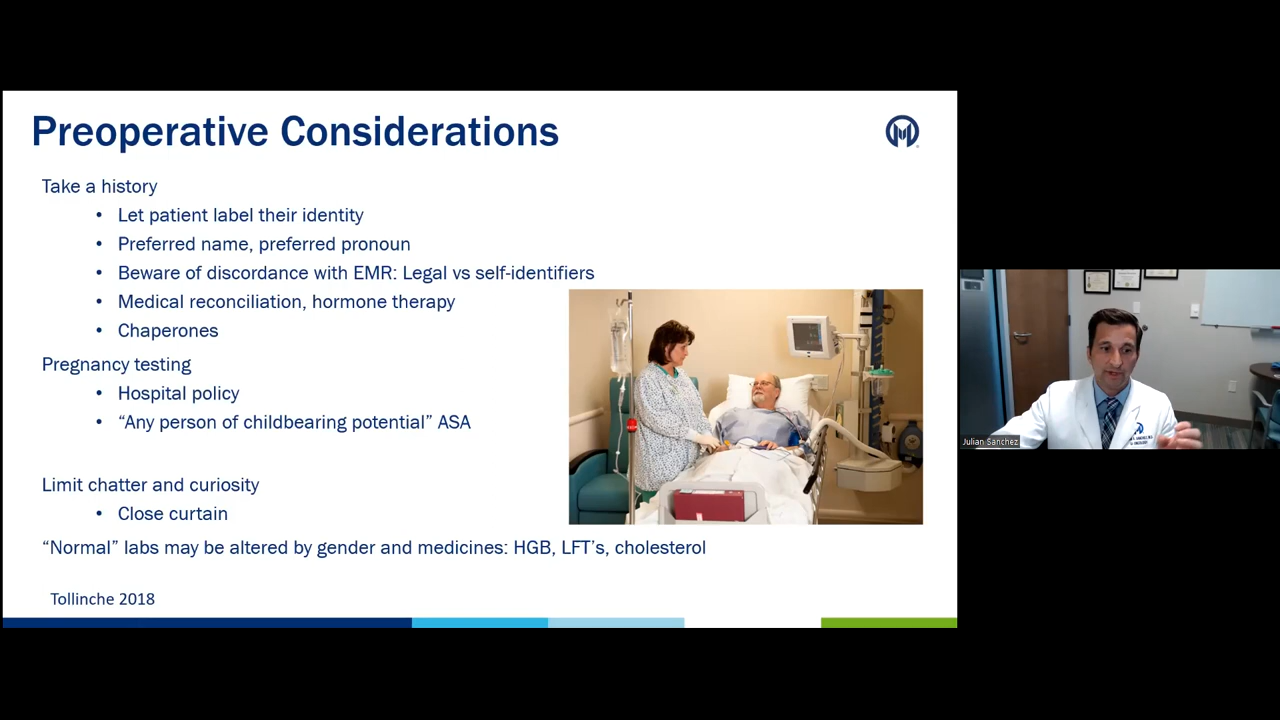 Preoperative Considerations
Take a history
• Let patient label their identity
• Preferred name, preferred pronoun
• Beware of discordance with EMR: Legal vs self-identifiers
• Medical reconciliation, hormone therapy
• Chaperones
Pregnancy testing
• Hospital policy
• “Any person of childbearing potential” ASA
Limit chatter and curiosity
• Close curtain
“Normal” labs may be altered by gender and medicines: HGB, LFT’s, cholesterol
Tollinche 2018
Julian Sanchez